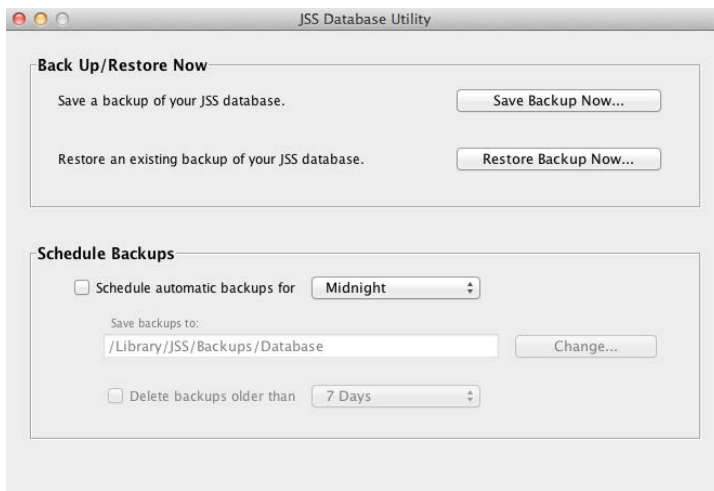 JSS Database Utility
Back Up/Restore Now
Save a backup of your JSS database.
Save Backup Now...
Restore an existing backup of your JSS database.
Restore Backup Now...
Schedule Backups
Schedule automatic backups for Midnight
Save backups to:
/Library/JSS/Backups/Database
Change...
Delete backups older than 7 Days